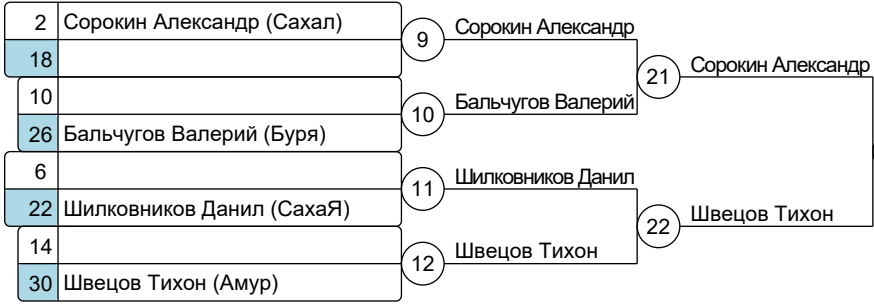 2 Сорокин Александр (Сахал)
18
9
Сорокин Александр
10
26 Бальчугов Валерий (Буря)
10
Бальчугов Валерий
21
Сорокин Александр
6
22 Шилковников Данил (СахаЯ)
11
Шилковников Данил
14
30 Швецов Тихон (Амур)
12
Швецов Тихон
22
Швецов Тихон